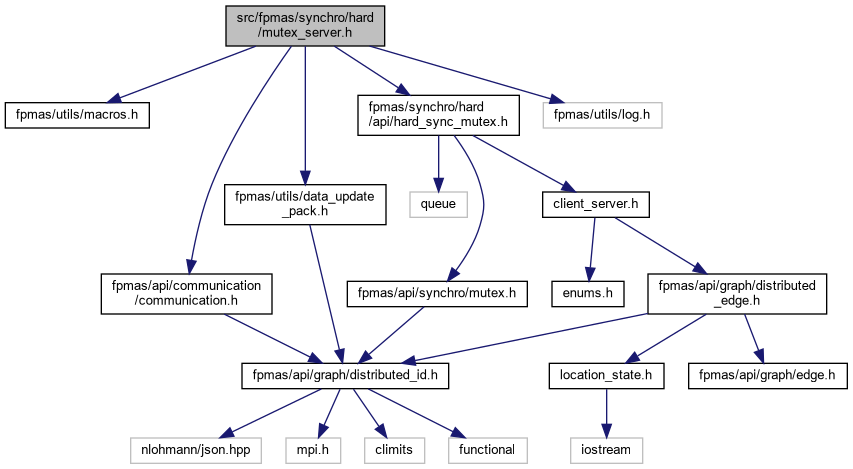 src/fpmas/synchro/hard
/mutex_server.h
fpmas/utils/macros.h
fpmas/synchro/hard
/api/hard_sync_mutex.h
fpmas/utils/log.h
fpmas/utils/data_update
_pack.h
queue
client_server.h
fpmas/api/communication
/communication.h
fpmas/api/synchro/mutex.h
enums.h
fpmas/api/graph/distributed
_edge.h
fpmas/api/graph/distributed_id.h
location_state.h
fpmas/api/graph/edge.h
nlohmann/json.hpp
mpi.h
climits
functional
iostream